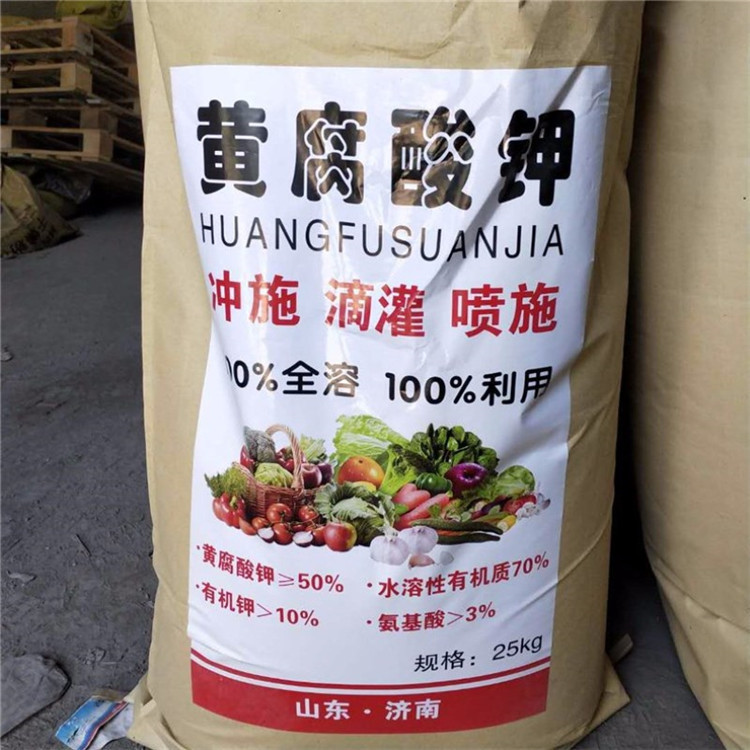 黄腐酸钾
HUANGFUSUANJIA
冲施 滴灌 喷施
00%全溶 100%利用
·黄腐酸钾≥50% ·水溶性有机质70%
·有机钾>10% ·氨基酸>3%
规格：25kg
山东·济南